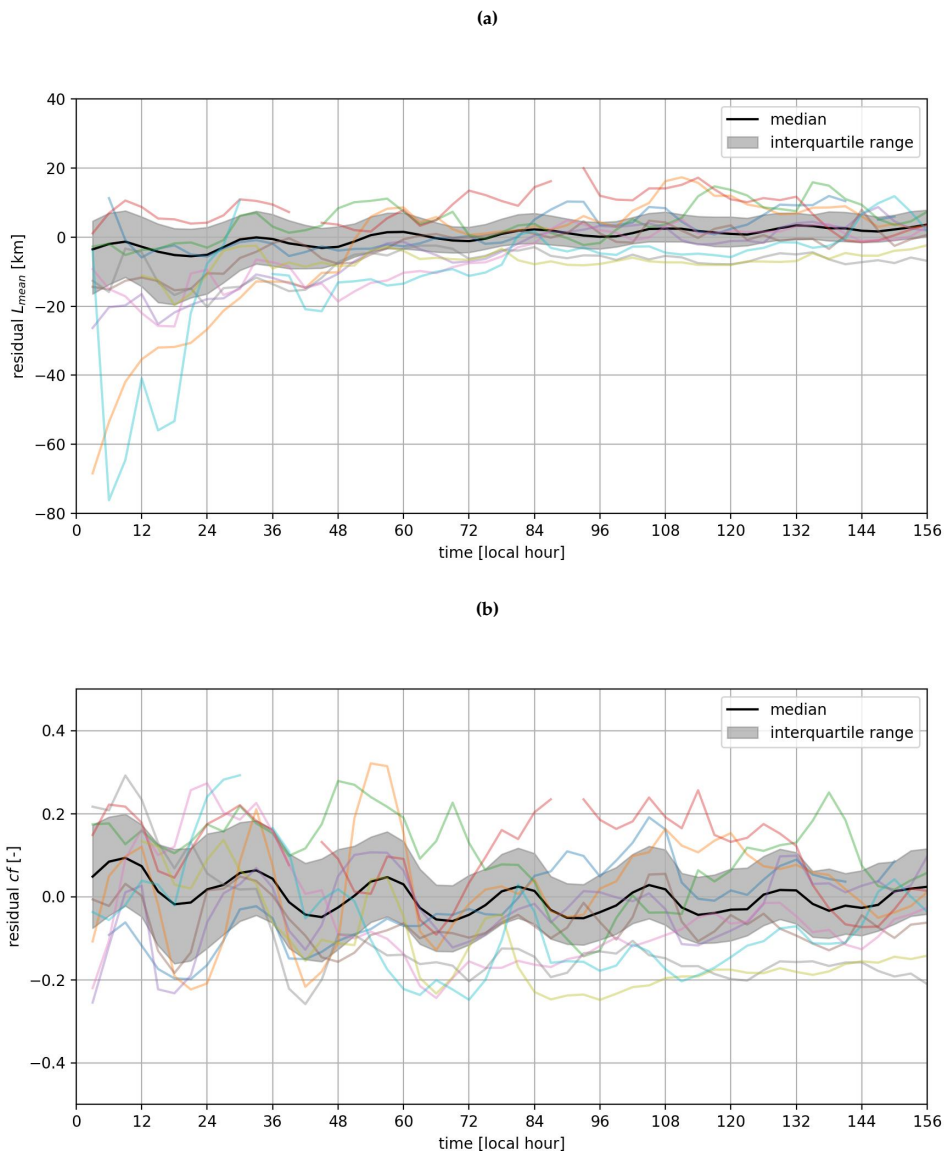 (a)
40
20
0
−20
−40
−60
−80
residual L_mean [km]
median
interquartile range
0 12 24 36 48 60 72 84 96 108 120 132 144 156
time [local hour]
(b)
0.4
0.2
0.0
−0.2
−0.4
residual cf [-]
median
interquartile range
0 12 24 36 48 60 72 84 96 108 120 132 144 156
time [local hour]